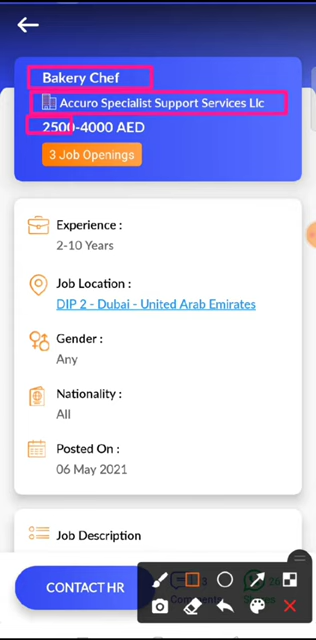 Bakery Chef
Accuro Specialist Support Services Llc
2500-4000 AED
3 Job Openings
Experience :
2-10 Years
Job Location :
DIP 2 - Dubai - United Arab Emirates
Gender :
Any
Nationality :
All
Posted On :
06 May 2021
Job Description
CONTACT HR